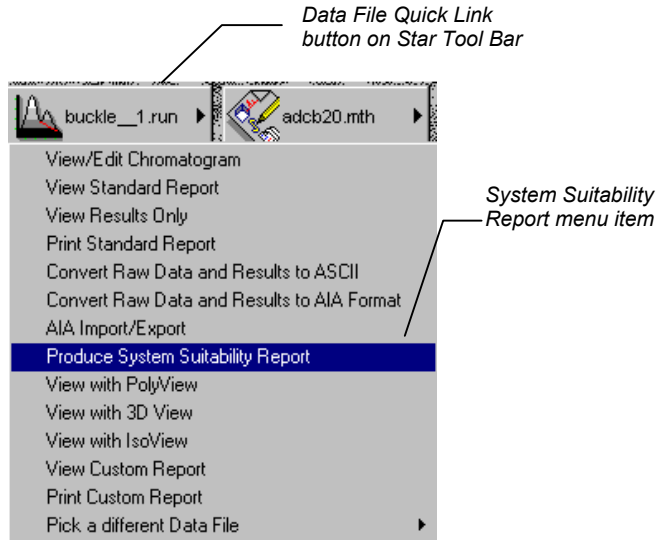 Data File Quick Link
button on Star Tool Bar
buckle__1.run
adcb20.mth
View/Edit Chromatogram
View Standard Report
View Results Only
Print Standard Report
Convert Raw Data and Results to ASCII
Convert Raw Data and Results to AIA Format
AIA Import/Export
Produce System Suitability Report
View with PolyView
View with 3D View
View with IsoView
View Custom Report
Print Custom Report
Pick a different Data File
System Suitability
Report menu item